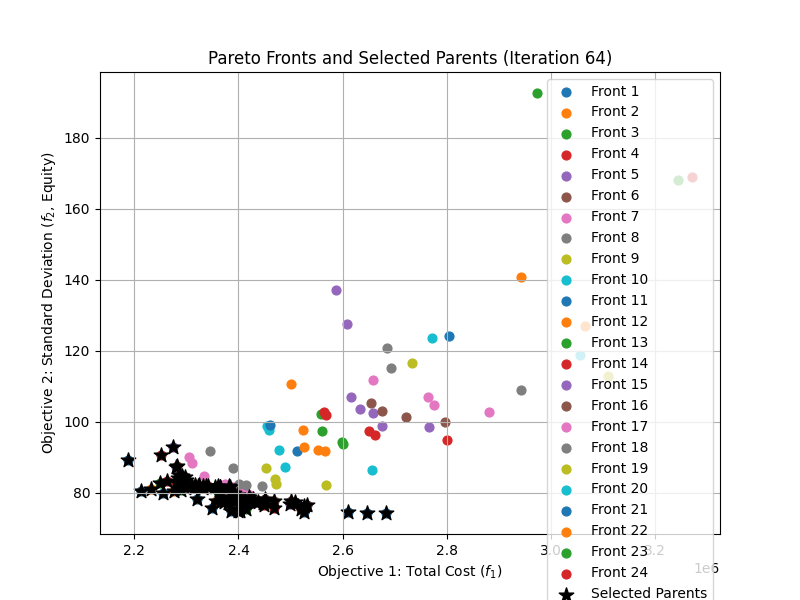 Pareto Fronts and Selected Parents (Iteration 64)
Objective 2: Standard Deviation (f₂, Equity)
180
160
140
120
100
80
2.2
2.4
2.6
2.8
3.0
3.2
1e6
Objective 1: Total Cost (f₁)
Front 1
Front 2
Front 3
Front 4
Front 5
Front 6
Front 7
Front 8
Front 9
Front 10
Front 11
Front 12
Front 13
Front 14
Front 15
Front 16
Front 17
Front 18
Front 19
Front 20
Front 21
Front 22
Front 23
Front 24
Selected Parents